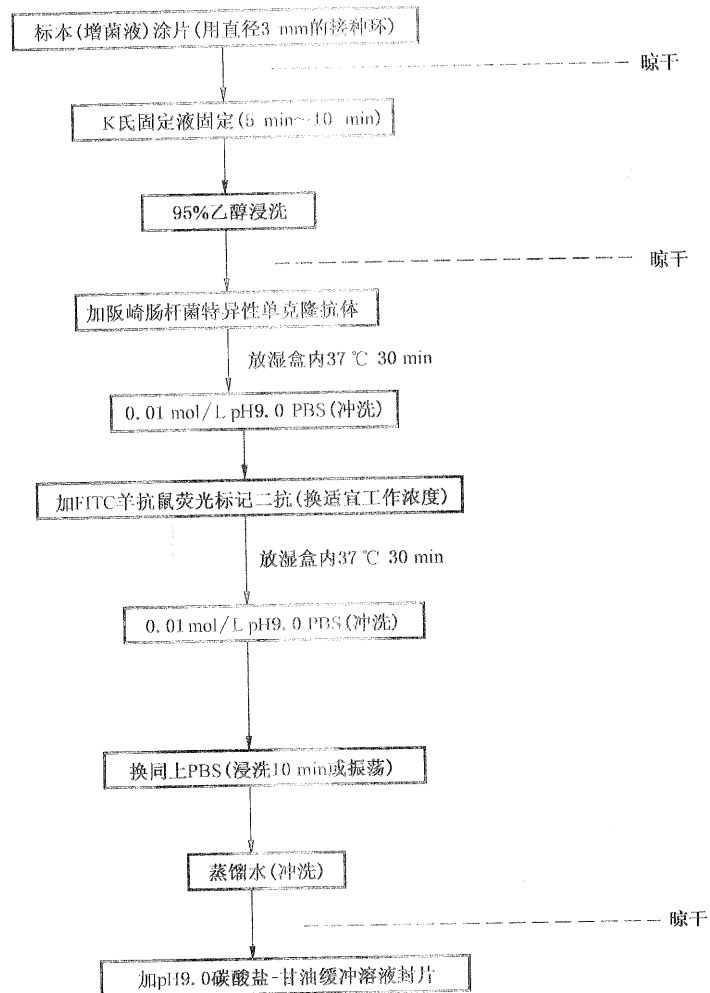 标本(增菌液)涂片(用直径3 mm的接种环)
晾干
K氏固定液固定(5 min~10 min)
95%乙醇浸洗
晾干
加阪崎肠杆菌特异性单克隆抗体
放湿盒内37 ℃ 30 min
0.01 mol/L pH9.0 PBS(冲洗)
加FITC羊抗鼠荧光标记二抗(换适宜工作浓度)
放湿盒内37 ℃ 30 min
0.01 mol/L pH9.0 PBS(冲洗)
换同上PBS(浸洗10 min或振荡)
蒸馏水(冲洗)
晾干
加pH9.0碳酸盐-甘油缓冲溶液封片